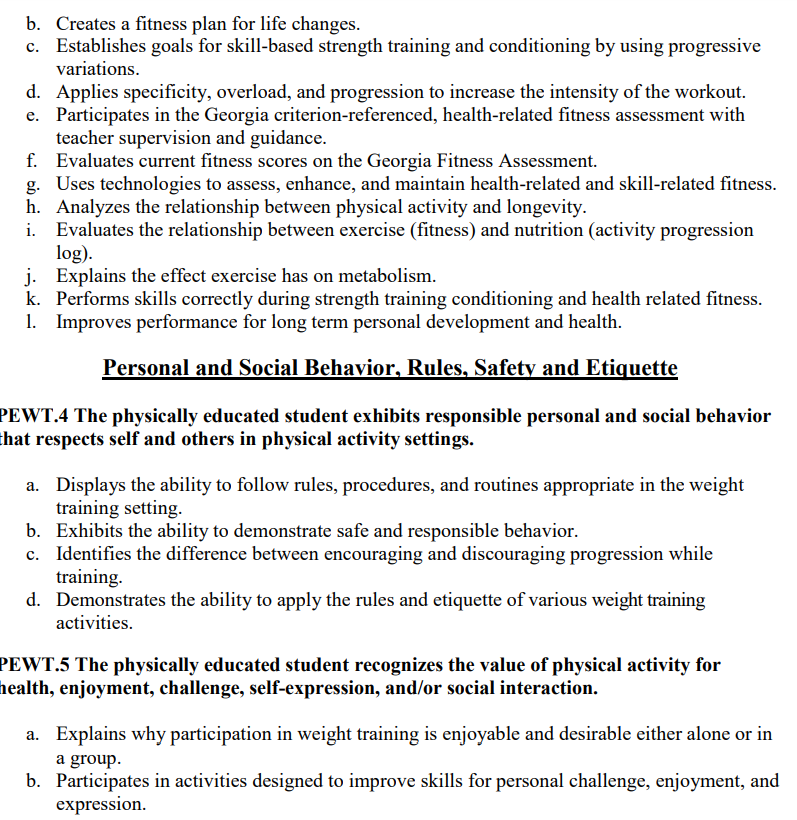 b. Creates a fitness plan for life changes.
c. Establishes goals for skill-based strength training and conditioning by using progressive
variations.
d. Applies specificity, overload, and progression to increase the intensity of the workout.
e. Participates in the Georgia criterion-referenced, health-related fitness assessment with
teacher supervision and guidance.
f. Evaluates current fitness scores on the Georgia Fitness Assessment.
g. Uses technologies to assess, enhance, and maintain health-related and skill-related fitness.
h. Analyzes the relationship between physical activity and longevity.
i. Evaluates the relationship between exercise (fitness) and nutrition (activity progression
log).
j. Explains the effect exercise has on metabolism.
k. Performs skills correctly during strength training conditioning and health related fitness.
l. Improves performance for long term personal development and health.
Personal and Social Behavior, Rules, Safety and Etiquette
PEWT.4 The physically educated student exhibits responsible personal and social behavior
that respects self and others in physical activity settings.
a. Displays the ability to follow rules, procedures, and routines appropriate in the weight
training setting.
b. Exhibits the ability to demonstrate safe and responsible behavior.
c. Identifies the difference between encouraging and discouraging progression while
training.
d. Demonstrates the ability to apply the rules and etiquette of various weight training
activities.
PEWT.5 The physically educated student recognizes the value of physical activity for
health, enjoyment, challenge, self-expression, and/or social interaction.
a. Explains why participation in weight training is enjoyable and desirable either alone or in
a group.
b. Participates in activities designed to improve skills for personal challenge, enjoyment, and
expression.